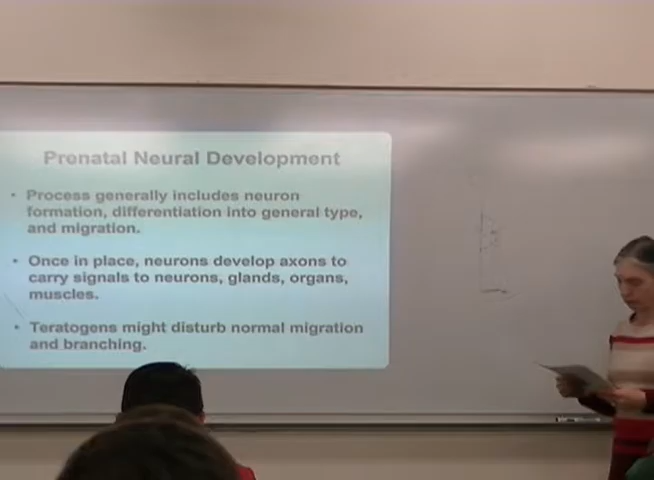 Prenatal Neural Development
• Process generally includes neuron
formation, differentiation into general type,
and migration.
• Once in place, neurons develop axons to
carry signals to neurons, glands, organs,
muscles.
• Teratogens might disturb normal migration
and branching.